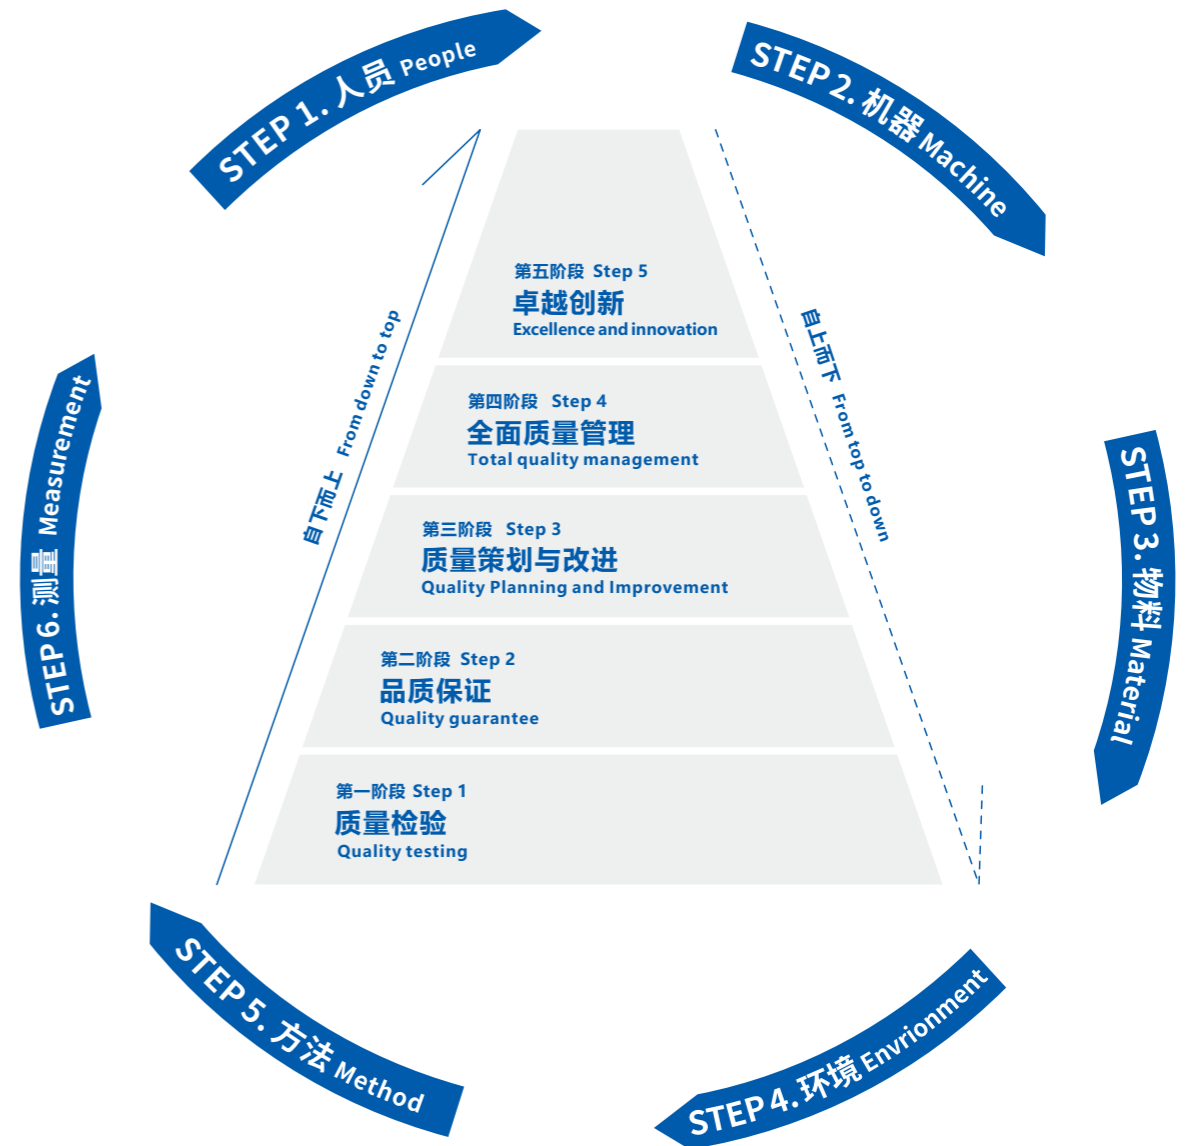 STEP 1. 人员 People
STEP 2. 机器 Machine
STEP 3. 物料 Material
STEP 4. 环境 Envrionment
STEP 5. 方法 Method
STEP 6. 测量 Measurement
自下而上 From down to top
自上而下 From top to down
第五阶段 Step 5
卓越创新
Excellence and innovation
第四阶段 Step 4
全面质量管理
Total quality management
第三阶段 Step 3
质量策划与改进
Quality Planning and Improvement
第二阶段 Step 2
品质保证
Quality guarantee
第一阶段 Step 1
质量检验
Quality testing